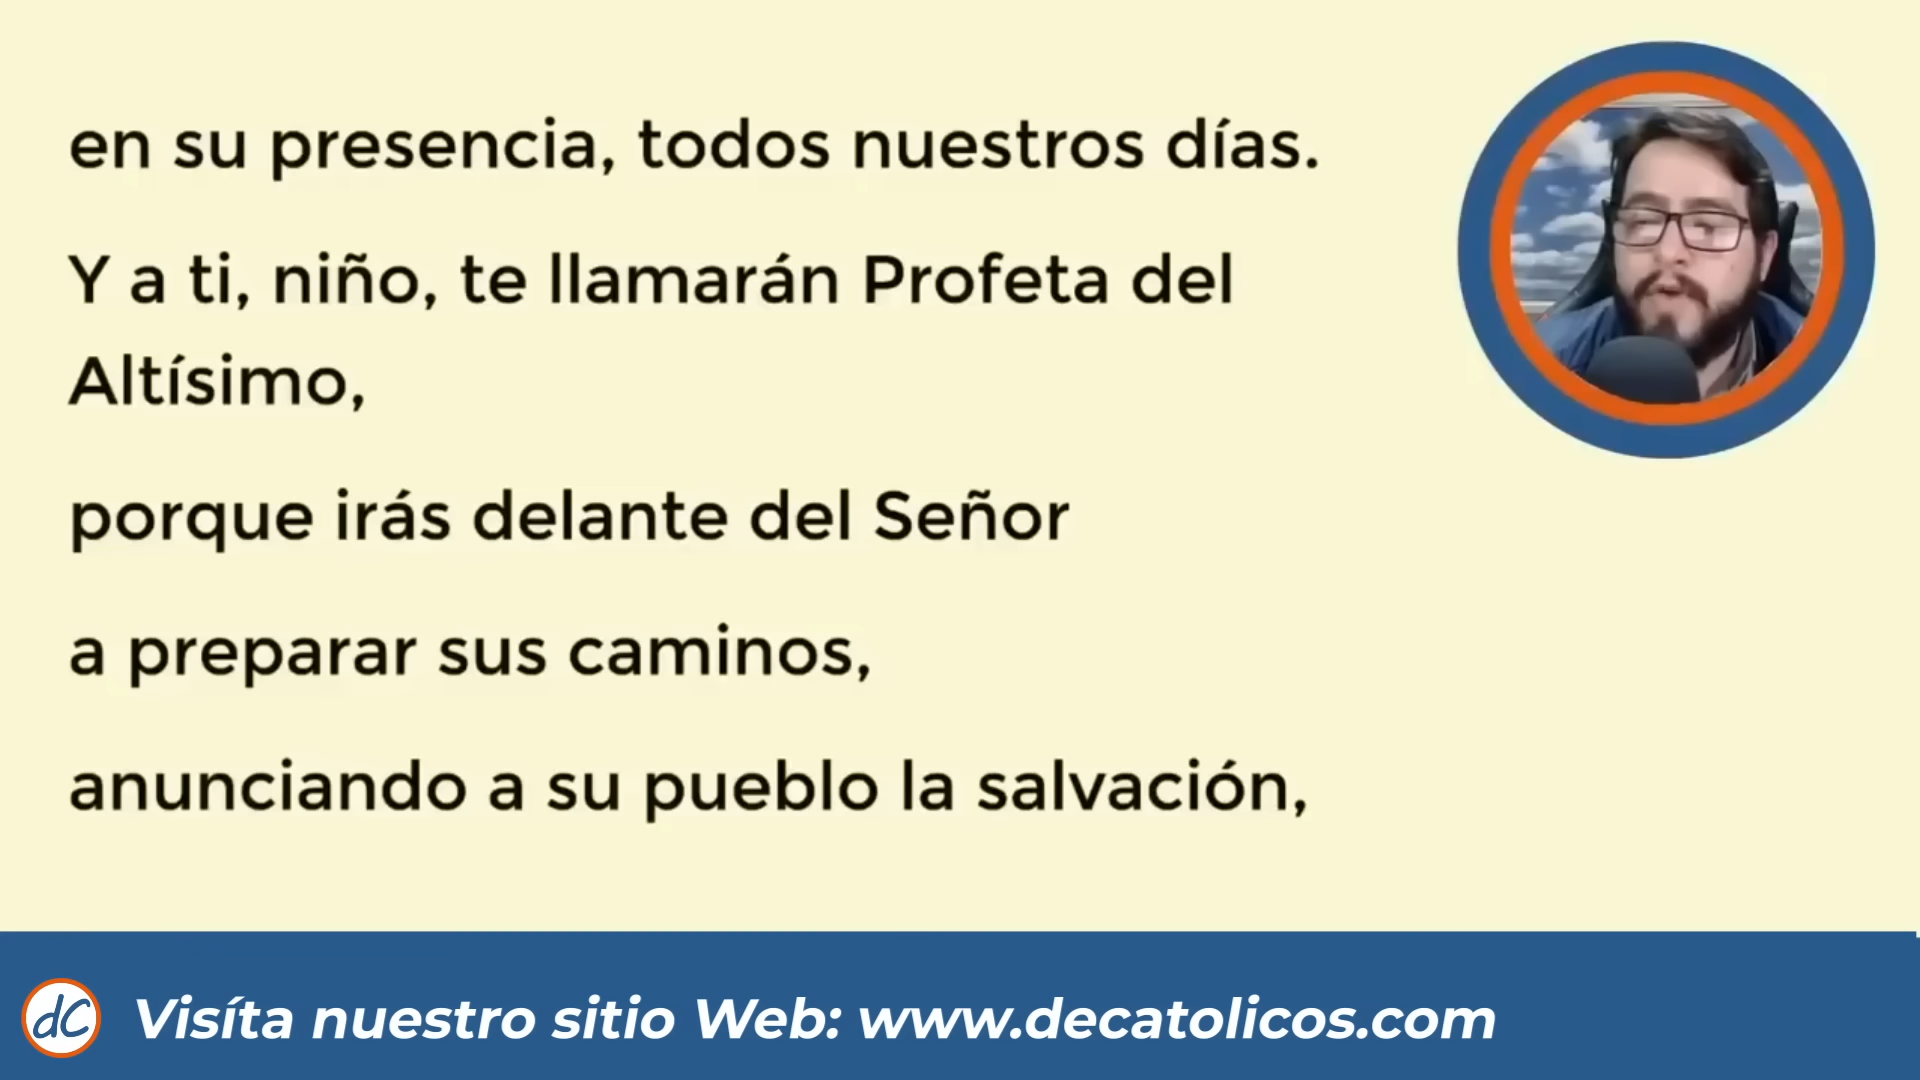 en su presencia, todos nuestros días.
Y a ti, niño, te llamarán Profeta del
Altísimo,
porque irás delante del Señor
a preparar sus caminos,
anunciando a su pueblo la salvación,
dC Visíta nuestro sitio Web: www.decatolicos.com